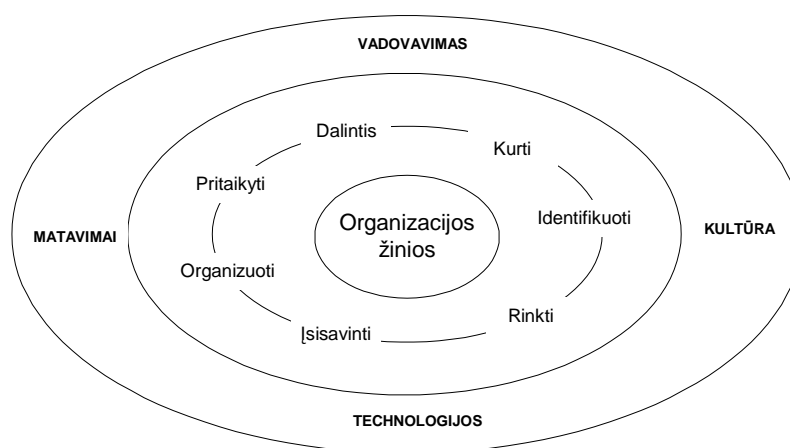 VADOVAVIMAS
Dalintis
Kurti
Pritaikyti
Identifikuoti
Organizacijos
žinios
MATAVIMAI
KULTŪRA
Organizuoti
Rinkti
Įsisavinti
TECHNOLOGIJOS